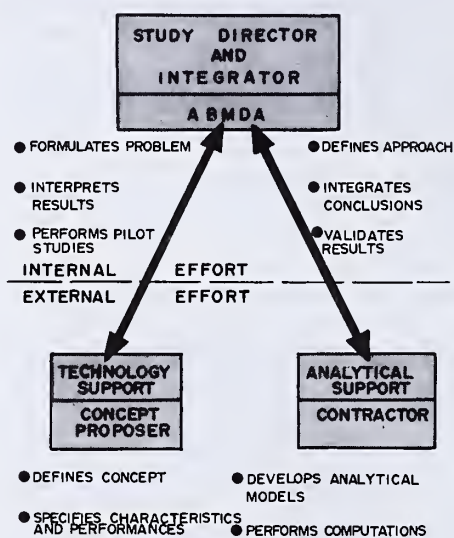 STUDY DIRECTOR
AND
INTEGRATOR
ABMDA
● FORMULATES PROBLEM
● INTERPRETS
RESULTS
● PERFORMS PILOT
STUDIES
● DEFINES APPROACH
● INTEGRATES
CONCLUSIONS
● VALIDATES
RESULTS
INTERNAL EFFORT
EXTERNAL EFFORT
TECHNOLOGY
SUPPORT
CONCEPT
PROPOSER
● DEFINES CONCEPT
● SPECIFIES CHARACTERISTICS
AND PERFORMANCES
ANALYTICAL
SUPPORT
CONTRACTOR
● DEVELOPS ANALYTICAL
MODELS
● PERFORMS COMPUTATIONS